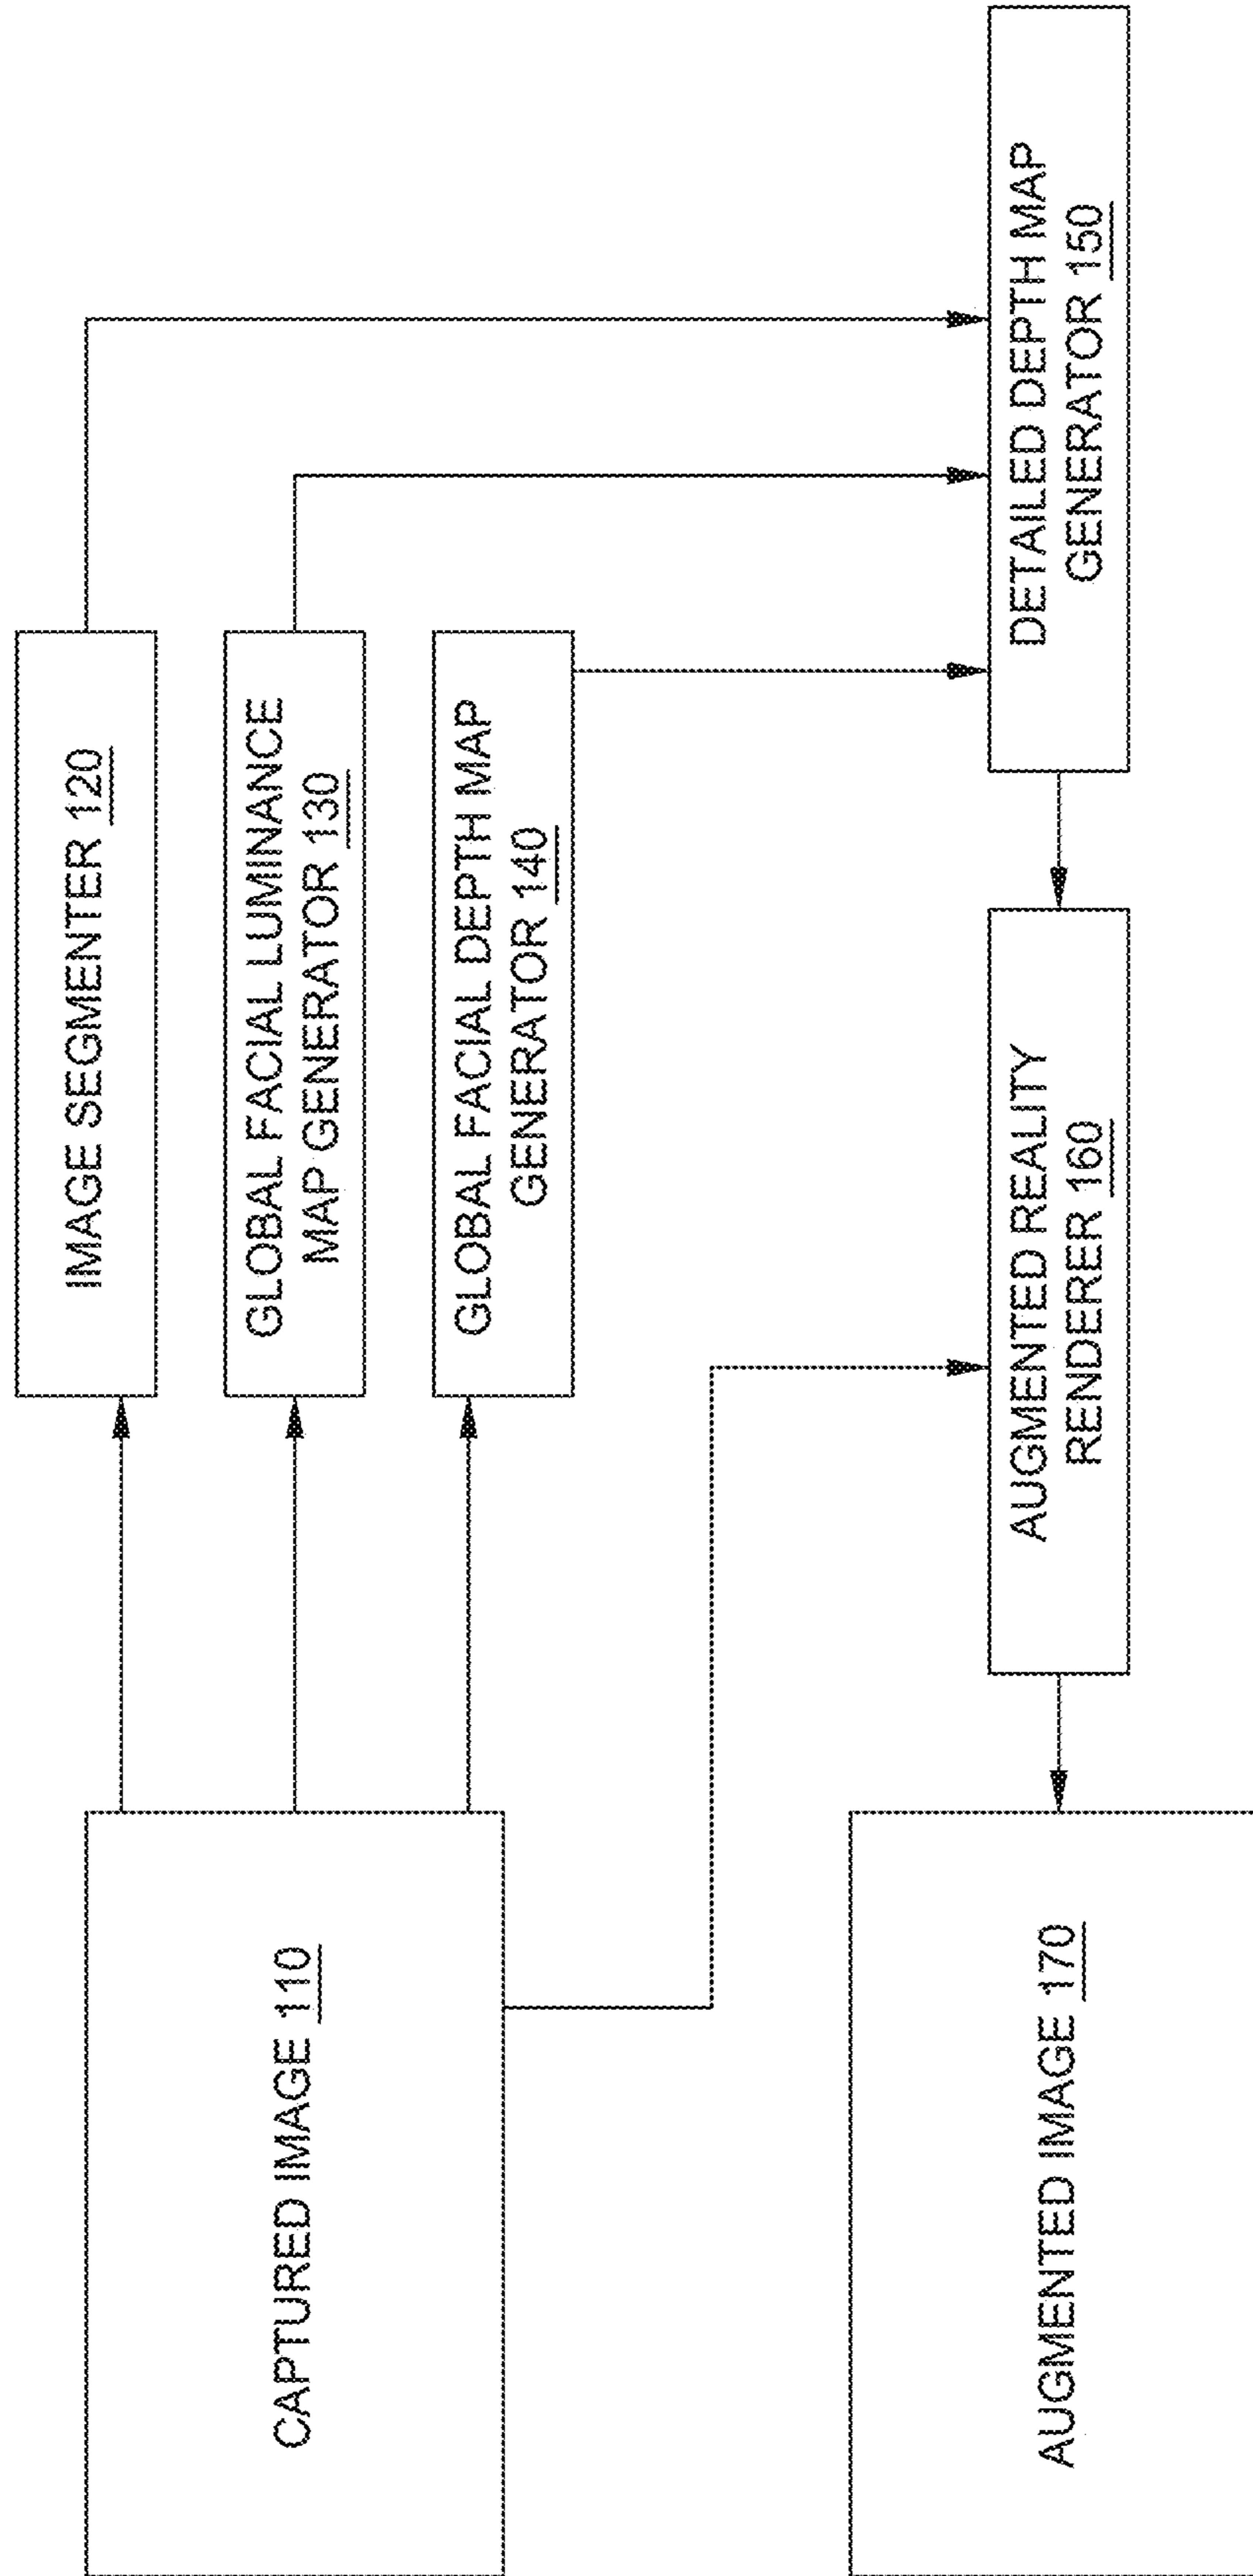 CAPTURED IMAGE 110
IMAGE SEGMENTER 120
GLOBAL FACIAL LUMINANCE
MAP GENERATOR 130
GLOBAL FACIAL DEPTH MAP
GENERATOR 140
DETAILED DEPTH MAP
GENERATOR 150
AUGMENTED REALITY
RENDERER 160
AUGMENTED IMAGE 170